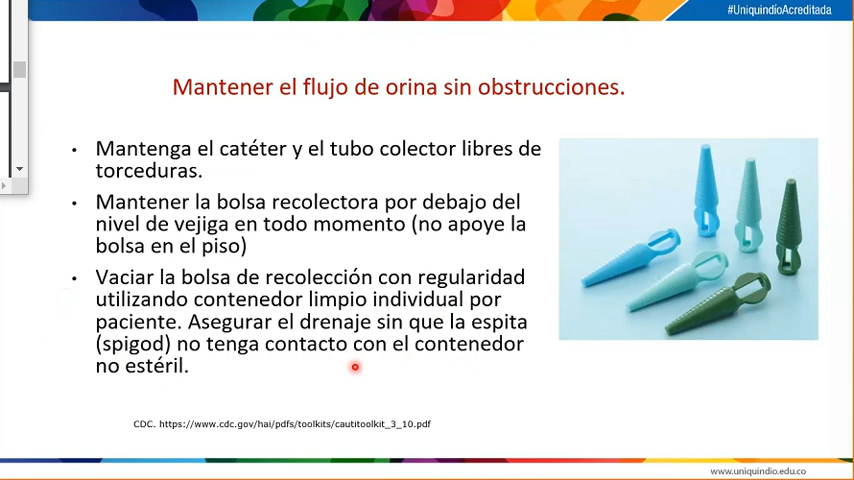 #UniquindíoAcreditada
Mantener el flujo de orina sin obstrucciones.
• Mantenga el catéter y el tubo colector libres de
torceduras.
• Mantener la bolsa recolectora por debajo del
nivel de vejiga en todo momento (no apoye la
bolsa en el piso)
• Vaciar la bolsa de recolección con regularidad
utilizando contenedor limpio individual por
paciente. Asegurar el drenaje sin que la espita
(spigod) no tenga contacto con el contenedor
no estéril.
CDC. https://www.cdc.gov/hai/pdfs/toolkits/cautitoolkit_3_10.pdf
www.uniquindio.edu.co